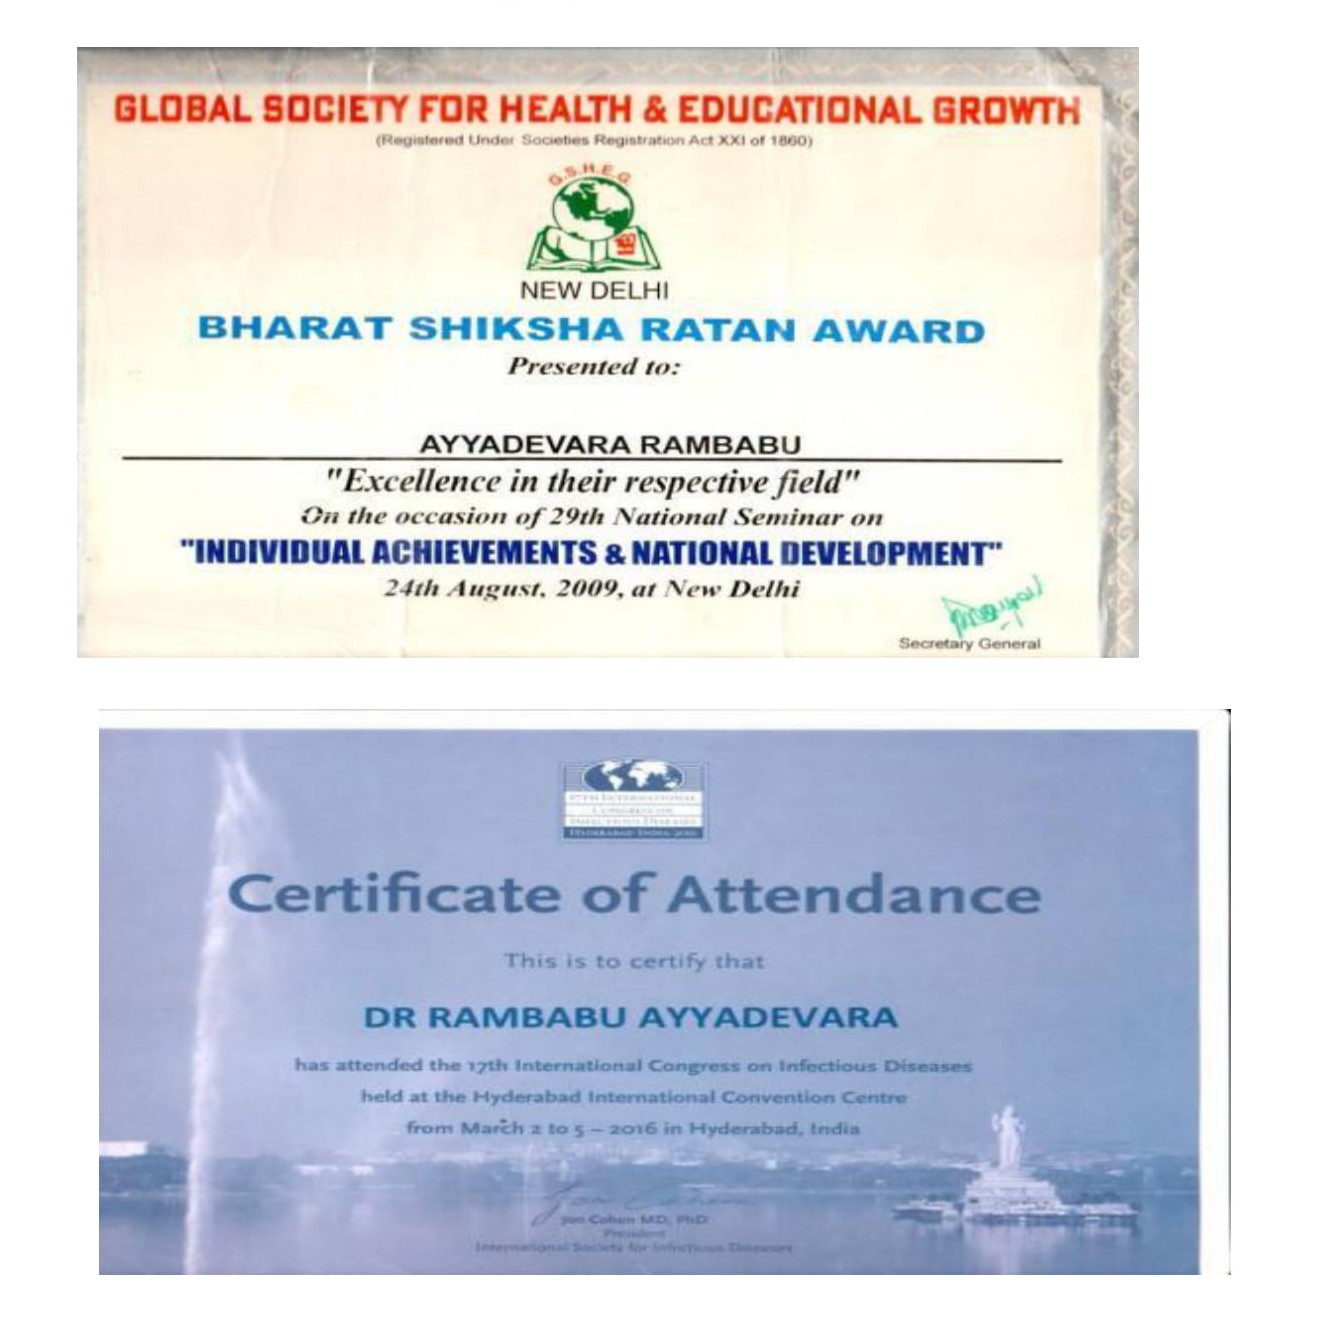 GLOBAL SOCIETY FOR HEALTH & EDUCATIONAL GROWTH
(Registered Under Societies Registration Act XXI of 1860)
G.S.H.E.G.
NEW DELHI
BHARAT SHIKSHA RATAN AWARD
Presented to:
AYYADEVARA RAMBABU
"Excellence in their respective field"
On the occasion of 29th National Seminar on
"INDIVIDUAL ACHIEVEMENTS & NATIONAL DEVELOPMENT"
24th August, 2009, at New Delhi
Secretary General
17TH INTERNATIONAL
CONGRESS ON
INFECTIOUS DISEASES
HYDERABAD INDIA 2016
Certificate of Attendance
This is to certify that
DR RAMBABU AYYADEVARA
has attended the 17th International Congress on Infectious Diseases
held at the Hyderabad International Convention Centre
from March 2 to 5 – 2016 in Hyderabad, India
Jon Cohen
Jon Cohen MD, PhD
President
International Society for Infectious Diseases